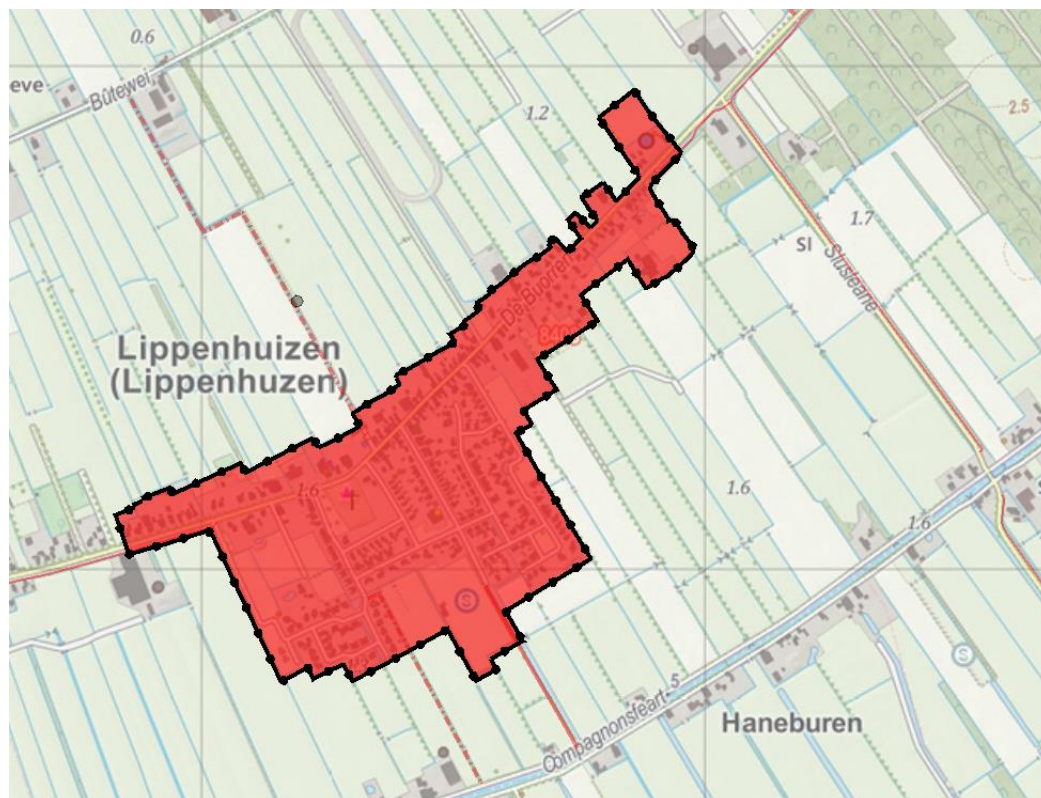 0.6
eve
Bûtewei
1.2
2.5
1.7
Sl
Slusleane
De Buorren
Lippenhuizen
(Lippenhuzen)
1.6
1.6
1.6
S
S
Compagnonsfeart-5
Haneburen